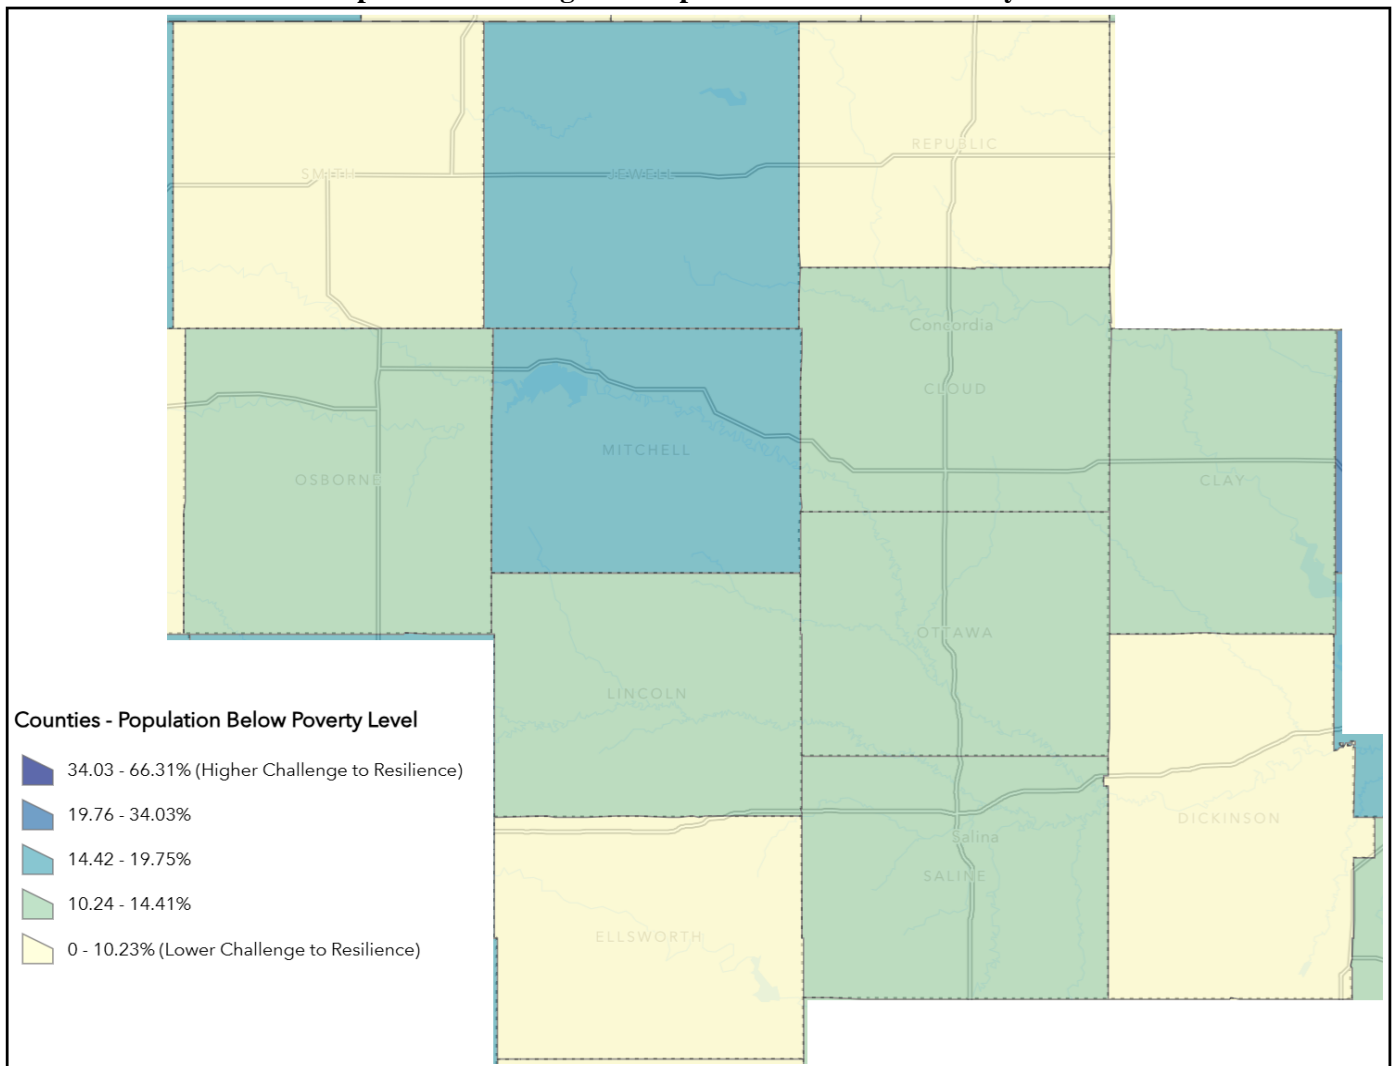 SMITH
JEWELL
REPUBLIC
Concordia
CLOUD
MITCHELL
OSBORNE
CLAY
OTTAWA
LINCOLN
Counties - Population Below Poverty Level
34.03 - 66.31% (Higher Challenge to Resilience)
19.76 - 34.03%
14.42 - 19.75%
10.24 - 14.41%
0 - 10.23% (Lower Challenge to Resilience)
DICKINSON
Salina
SALINE
ELLSWORTH